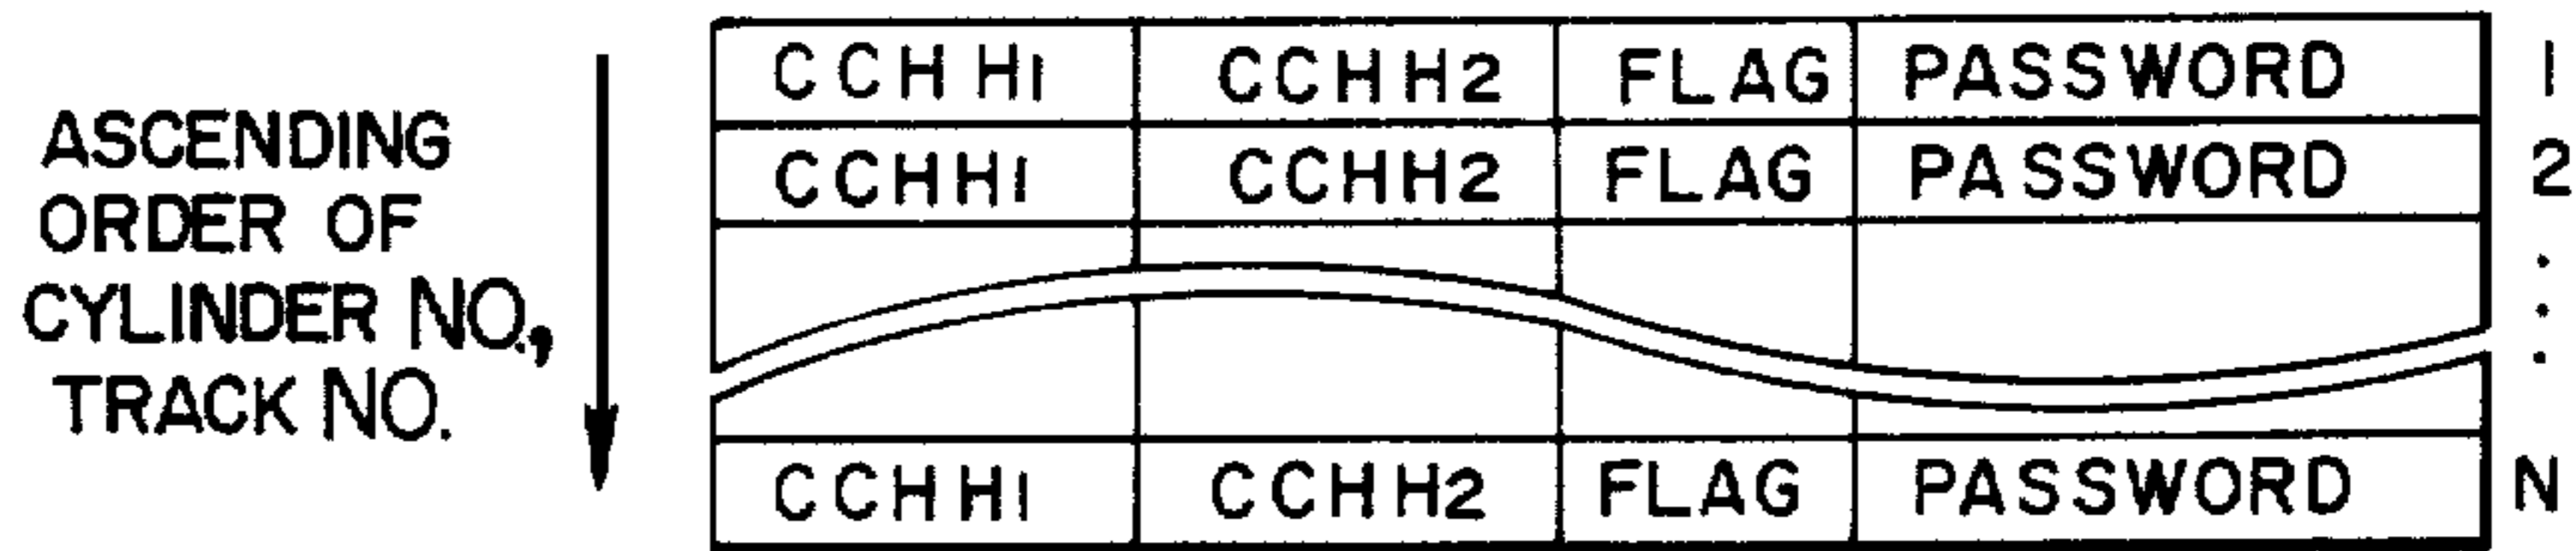 ASCENDING
ORDER OF
CYLINDER NO.,
TRACK NO.
CCHH1 CCHH2 FLAG PASSWORD 1
CCHH1 CCHH2 FLAG PASSWORD 2
CCHH1 CCHH2 FLAG PASSWORD N